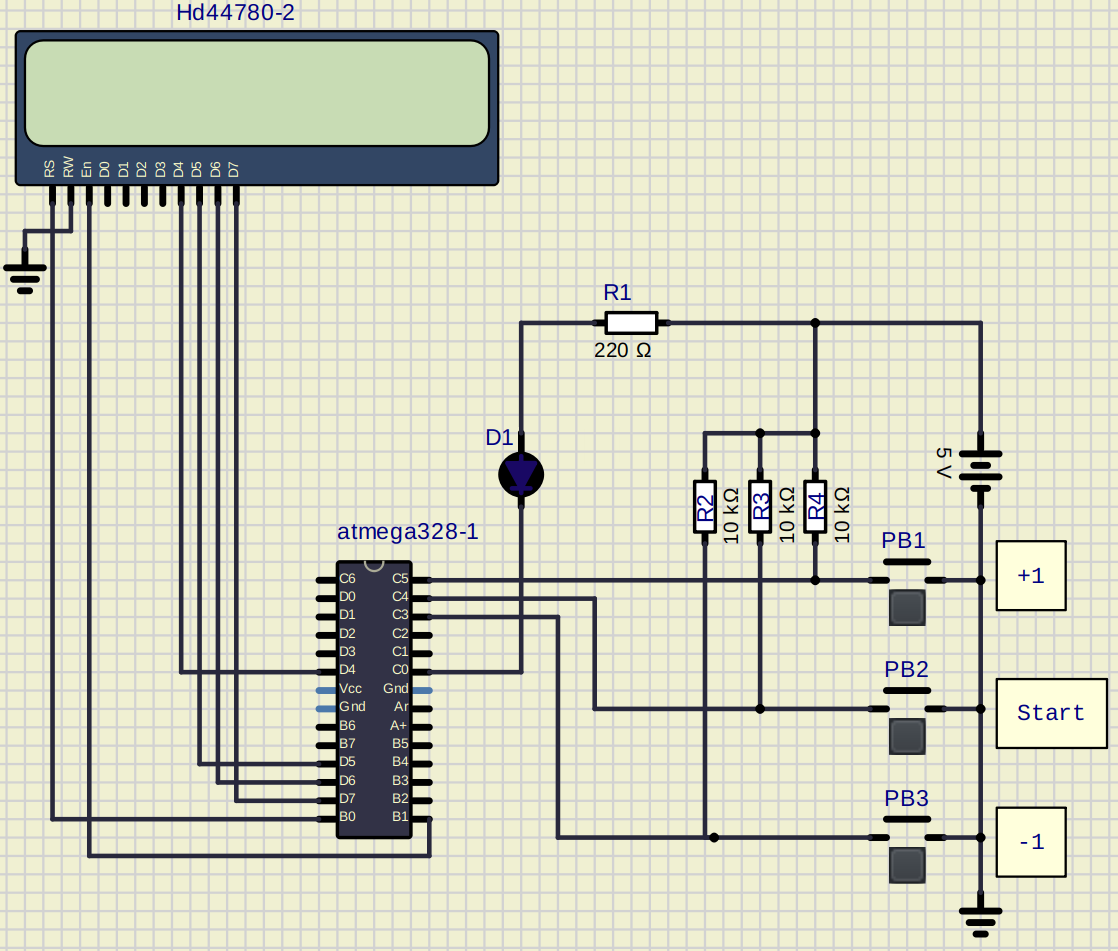 Hd44780-2
RS RW En D0 D1 D2 D3 D4 D5 D6 D7
R1
220 Ω
D1
5 V
R2 10 kΩ R3 10 kΩ R4 10 kΩ
atmega328-1
PB1
+1
C6 C5
D0 C4
D1 C3
D2 C2
D3 C1
D4 C0
Vcc Gnd
Gnd Ar
B6 A+
B7 B5
D5 B4
D6 B3
D7 B2
B0 B1
PB2
Start
PB3
-1